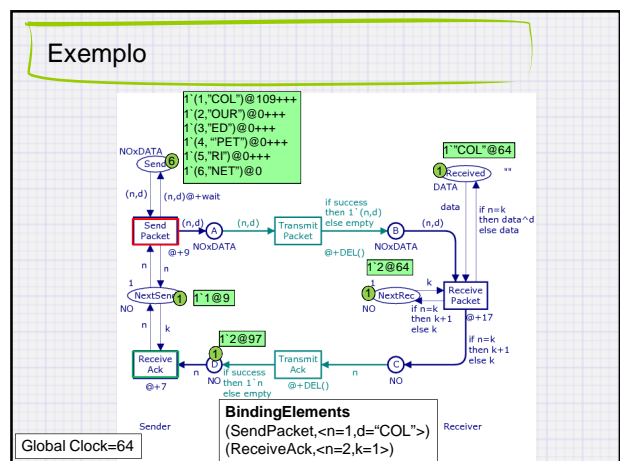 Exemplo
1`(1,"COL")@109+++
1`(2,"OUR")@0+++
1`(3,"ED")@0+++
1`(4, “"PET")@0+++
1`(5,"RI")@0+++
1`(6,"NET")@0
NOxDATA
Send
6
1`"COL"@64
1
Received
""
DATA
(n,d)
(n,d)@+wait
data
if n=k
then data^d
else data
if success
then 1`(n,d)
else empty
Send
Packet
(n,d)
A
(n,d)
Transmit
Packet
B
(n,d)
@+9
NOxDATA
@+DEL()
NOxDATA
n
n
1`2@64
1
NextSend
1
1`1@9
NO
1
1
NextRec
NO
k
Receive
Packet
if n=k
then k+1
else k
@+17
n
k
1`2@97
1
if n=k
then k+1
else k
Receive
Ack
n
D
Transmit
Ack
n
C
@+7
NO
if success
then 1`n
else empty
@+DEL()
NO
Sender
Receiver
BindingElements
(SendPacket,<n=1,d=“COL”>)
(ReceiveAck,<n=2,k=1>)
Global Clock=64